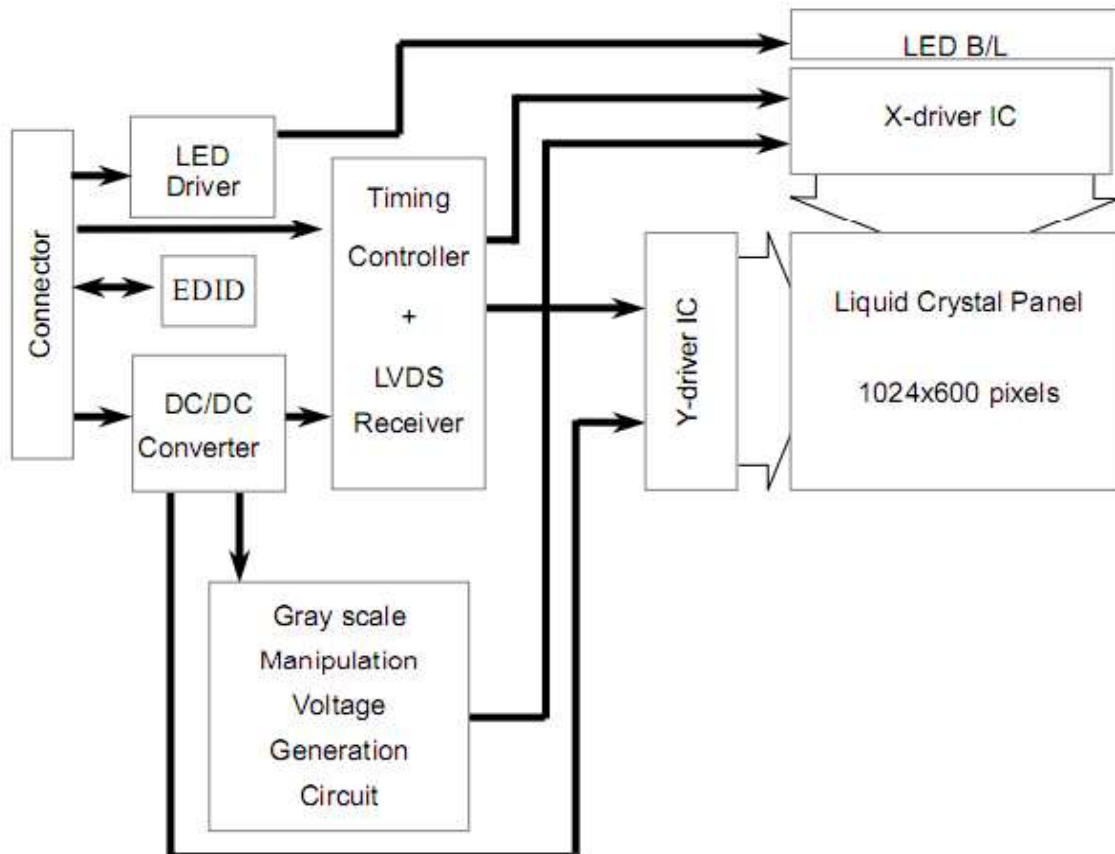 LED B/L
X-driver IC
Connector
LED
Driver
Timing
Controller
+
LVDS
Receiver
EDID
DC/DC
Converter
Y-driver IC
Liquid Crystal Panel
1024x600 pixels
Gray scale
Manipulation
Voltage
Generation
Circuit